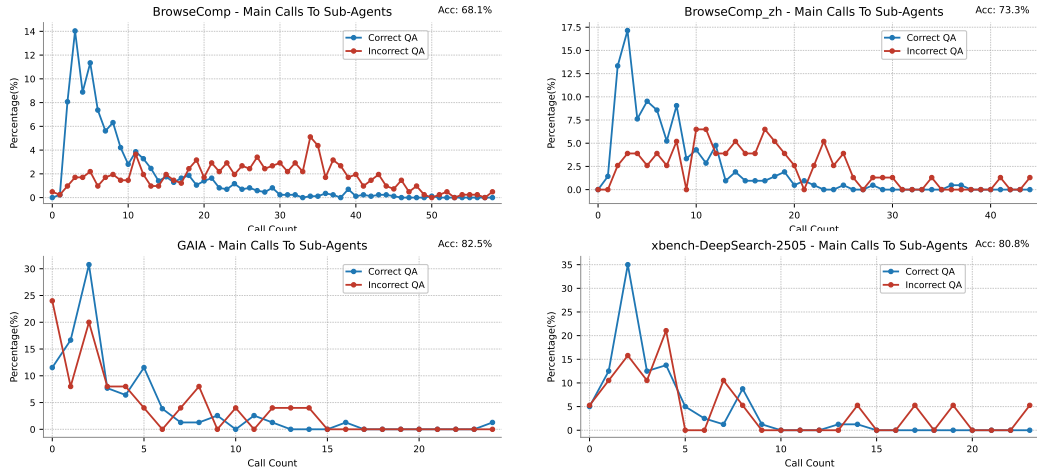 BrowseComp - Main Calls To Sub-Agents
Acc: 68.1%
Correct QA
Incorrect QA
Percentage(%)
14
12
10
8
6
4
2
0
0
10
20
30
40
50
Call Count
BrowseComp_zh - Main Calls To Sub-Agents
Acc: 73.3%
Correct QA
Incorrect QA
Percentage(%)
17.5
15.0
12.5
10.0
7.5
5.0
2.5
0.0
0
10
20
30
40
Call Count
GAIA - Main Calls To Sub-Agents
Acc: 82.5%
Correct QA
Incorrect QA
Percentage(%)
30
25
20
15
10
5
0
0
5
10
15
20
Call Count
xbench-DeepSearch-2505 - Main Calls To Sub-Agents
Acc: 80.8%
Correct QA
Incorrect QA
Percentage(%)
35
30
25
20
15
10
5
0
0
5
10
15
20
Call Count